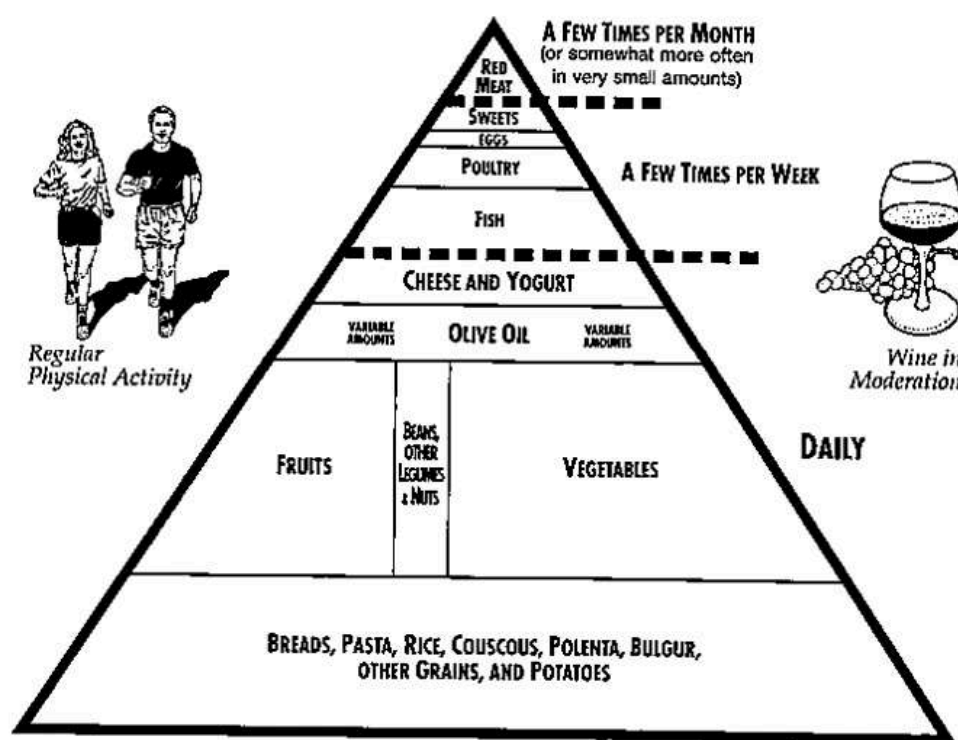 A FEW TIMES PER MONTH
(or somewhat more often
in very small amounts)
RED
MEAT
SWEETS
EGGS
POULTRY
A FEW TIMES PER WEEK
FISH
CHEESE AND YOGURT
VARIABLE
AMOUNTS
OLIVE OIL
VARIABLE
AMOUNTS
Regular
Physical Activity
Wine in
Moderation
FRUITS
BEANS,
OTHER
LEGUMES
& NUTS
VEGETABLES
DAILY
BREADS, PASTA, RICE, COUSCOUS, POLENTA, BULGUR,
OTHER GRAINS, AND POTATOES